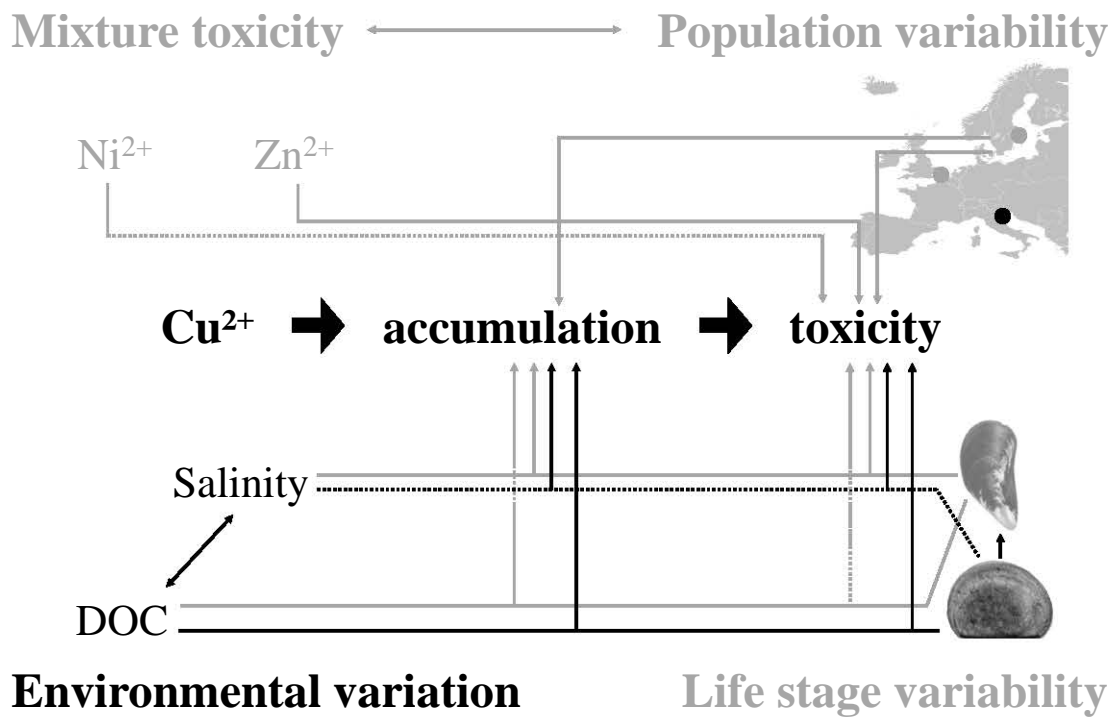 Mixture toxicity Population variability
Ni²⁺ Zn²⁺
Cu²⁺ accumulation toxicity
Salinity
DOC
Environmental variation Life stage variability